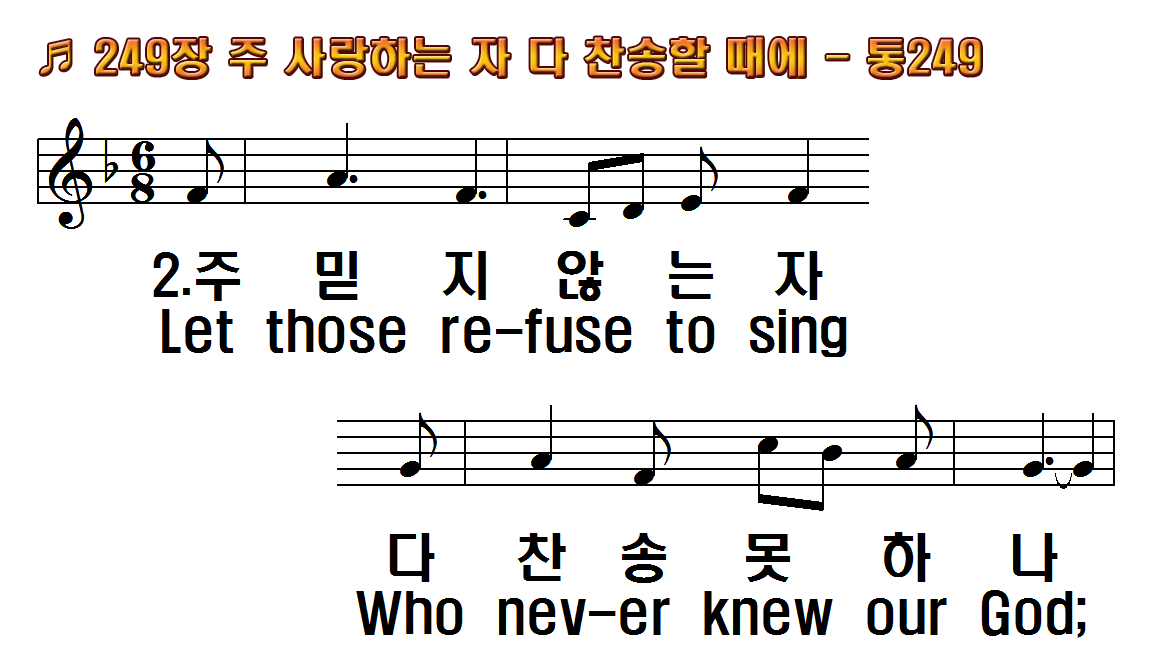 ♬ 249장 주 사랑하는 자 다 찬송할 때에 - 통249
2.주 믿 지 않 는 자
Let those re-fuse to sing
다 찬 송 못 하 나
Who nev-er knew our God;